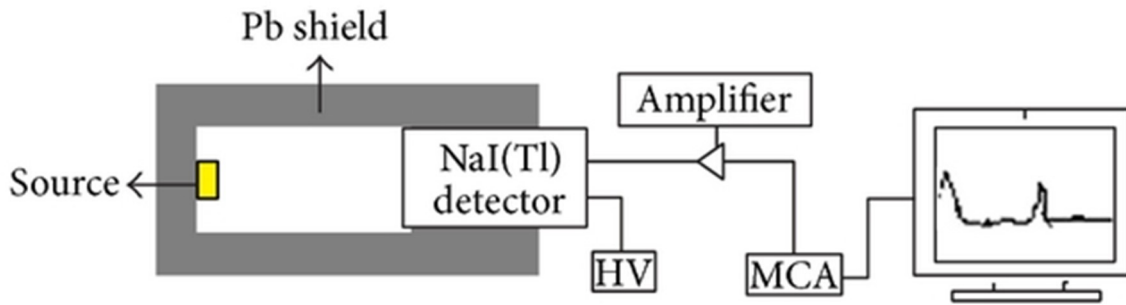 Pb shield
Amplifier
Source
NaI(Tl)
detector
HV
MCA